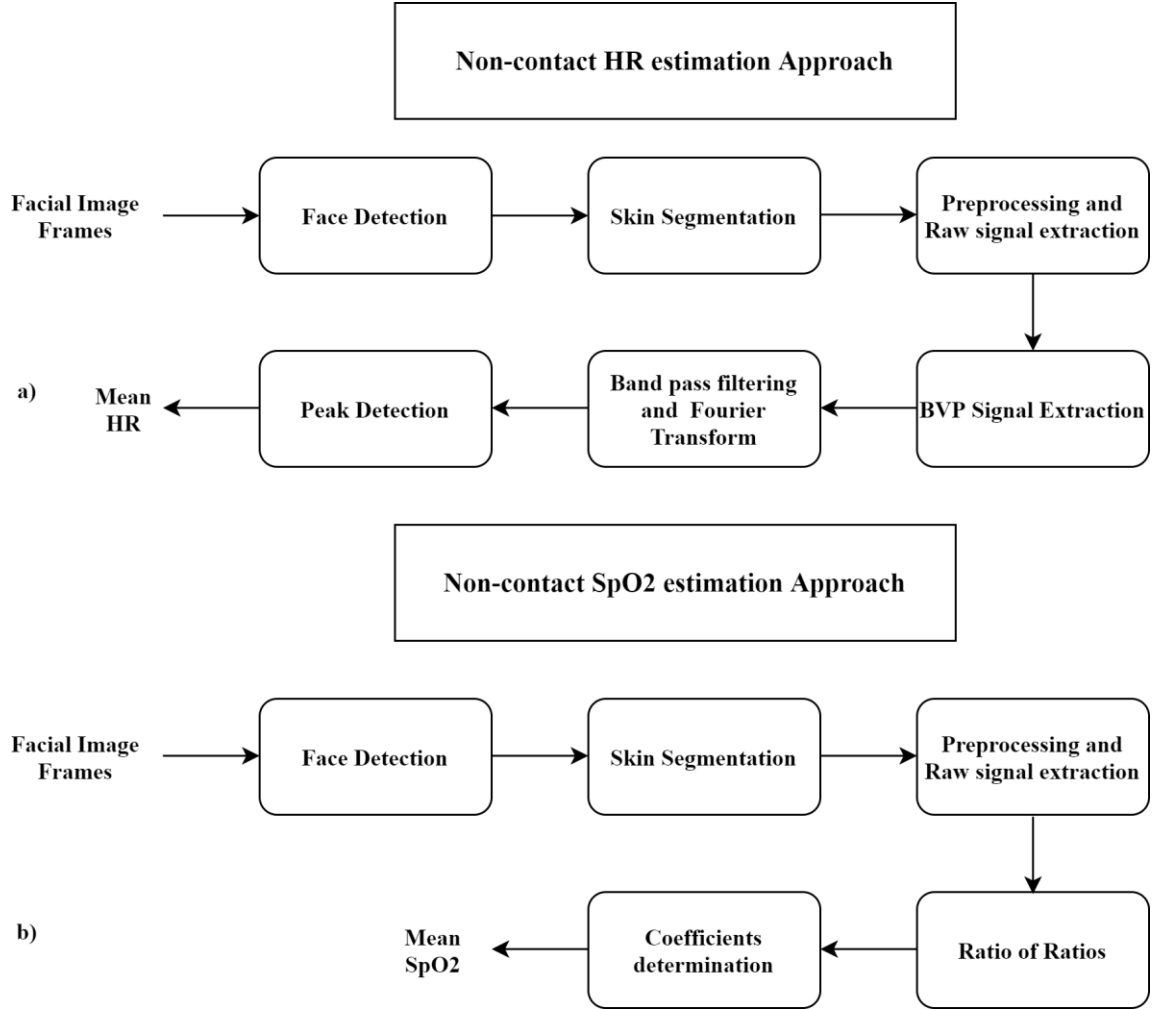 Non-contact HR estimation Approach
Facial Image
Frames
Face Detection
Skin Segmentation
Preprocessing and
Raw signal extraction
a)
Mean
HR
Peak Detection
Band pass filtering
and Fourier
Transform
BVP Signal Extraction
Non-contact SpO2 estimation Approach
Facial Image
Frames
Face Detection
Skin Segmentation
Preprocessing and
Raw signal extraction
b)
Mean
SpO2
Coefficients
determination
Ratio of Ratios